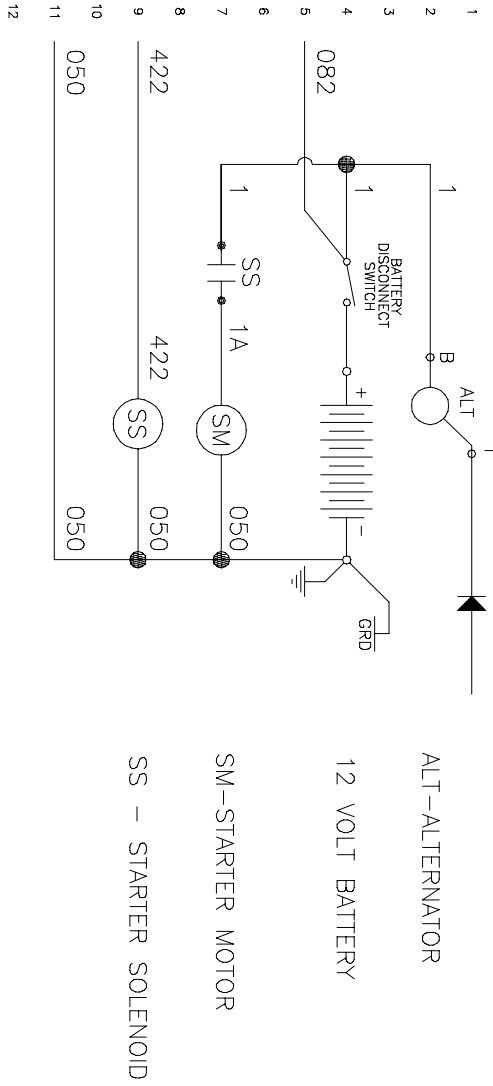 1
2
3
4
5
6
7
8
9
10
11
12
ALT
B
1
ALT-ALTERNATOR
BATTERY
DISCONNECT
SWITCH
1
+
-
GRD
12 VOLT BATTERY
082
1
SS
1A
SM
050
SM-STARTER MOTOR
422
422
SS
050
SS - STARTER SOLENOID
050
050